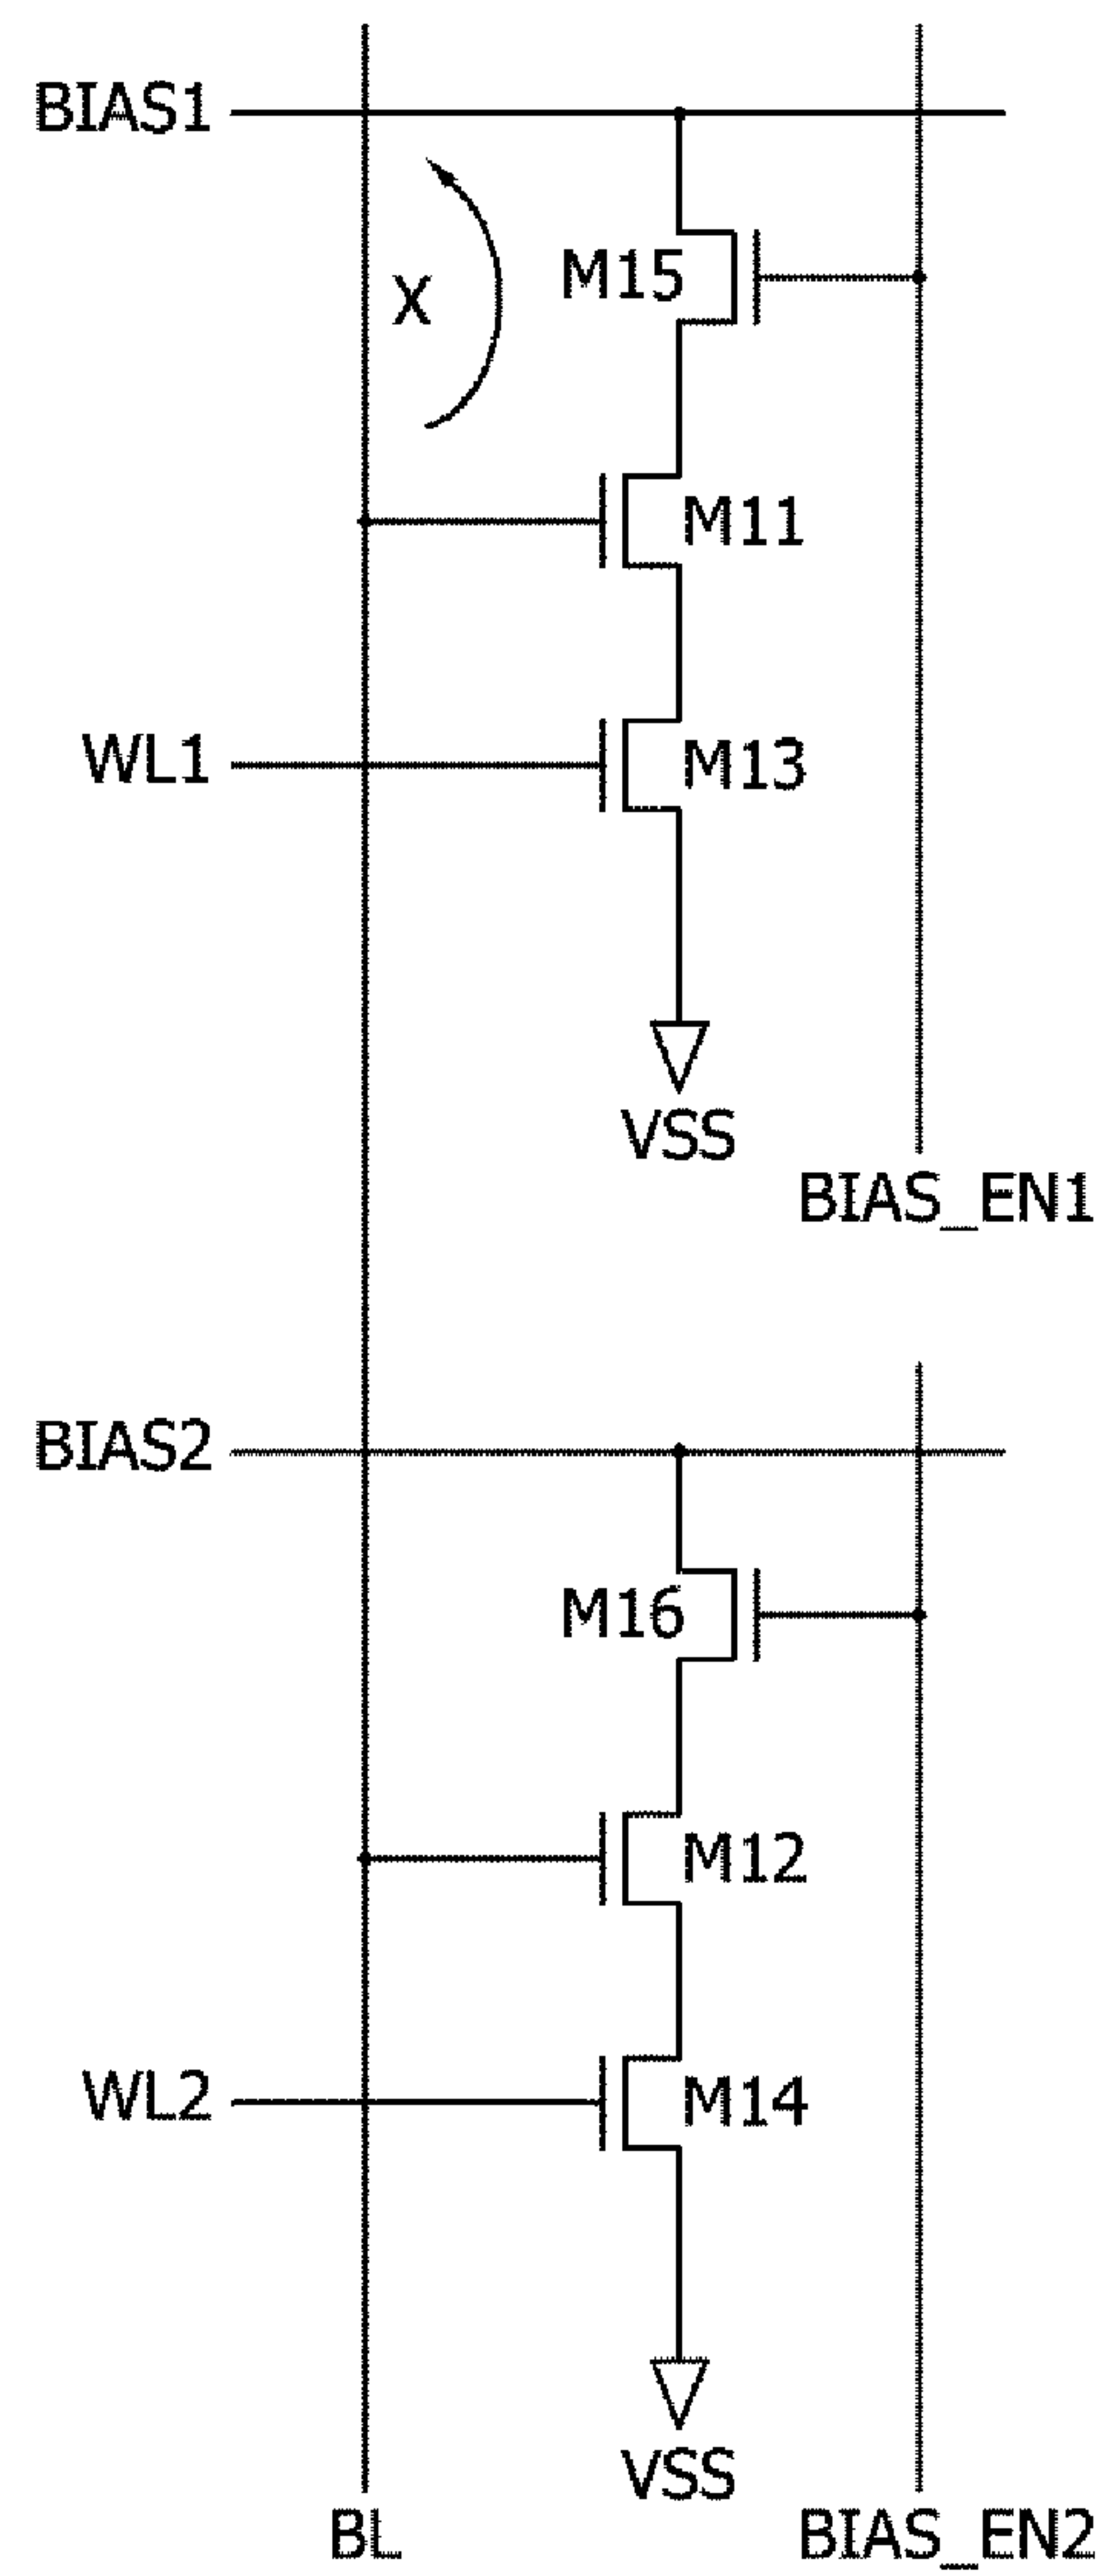 BIAS1
M15
X
M11
WL1
M13
VSS
BIAS_EN1
BIAS2
M16
M12
WL2
M14
VSS
BL
BIAS_EN2